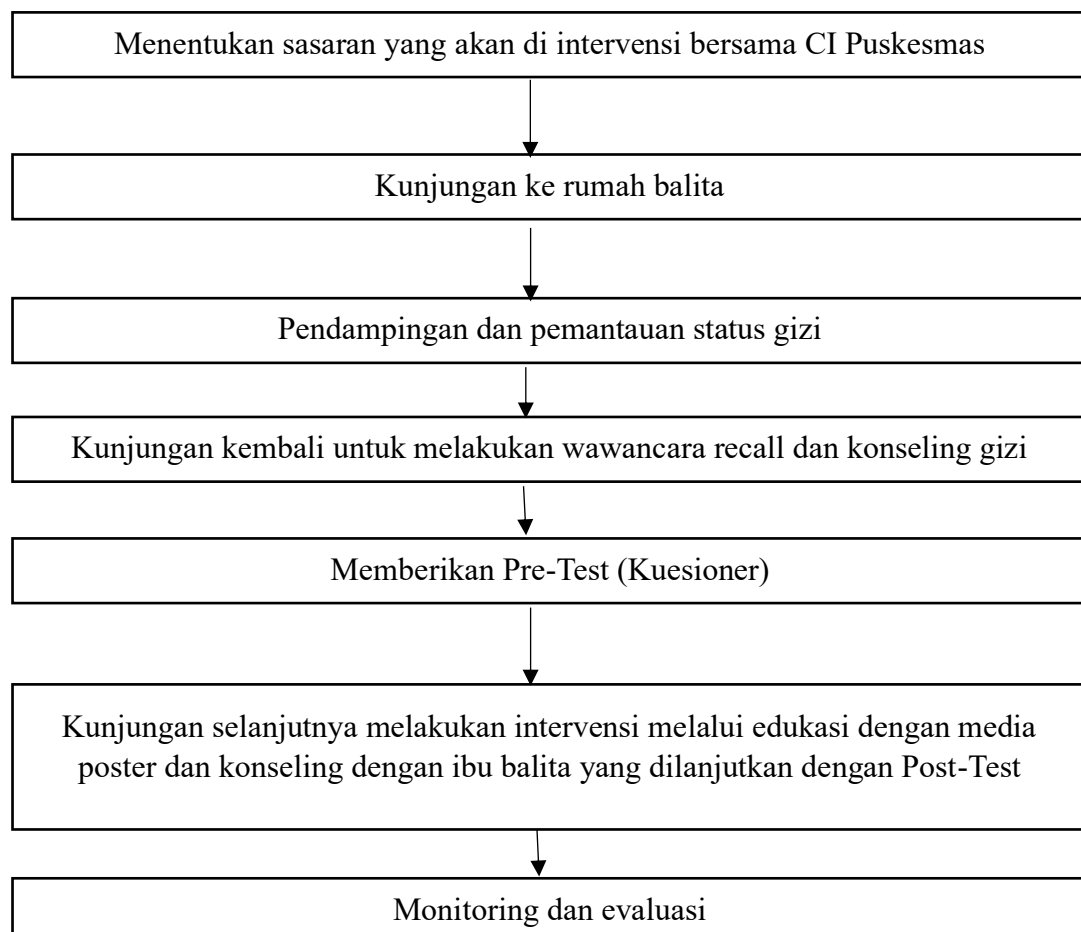 Menentukan sasaran yang akan di intervensi bersama CI Puskesmas
Kunjungan ke rumah balita
Pendampingan dan pemantauan status gizi
Kunjungan kembali untuk melakukan wawancara recall dan konseling gizi
Memberikan Pre-Test (Kuesioner)
Kunjungan selanjutnya melakukan intervensi melalui edukasi dengan media
poster dan konseling dengan ibu balita yang dilanjutkan dengan Post-Test
Monitoring dan evaluasi